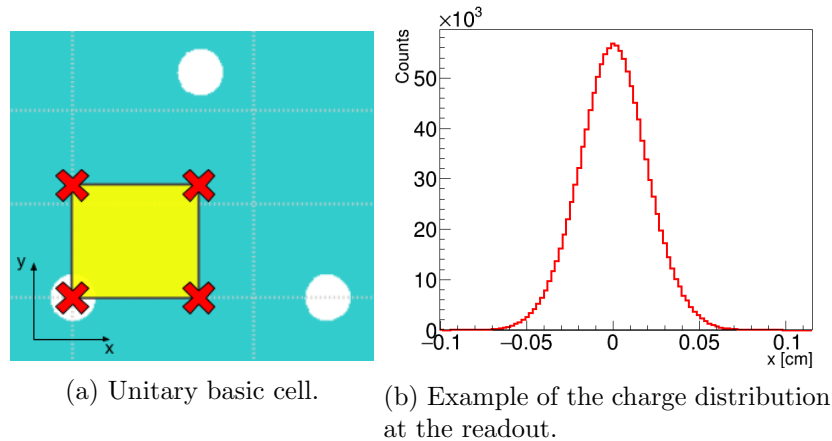 ×10³
Counts
50
40
30
20
10
0
−0.1
−0.05
0
0.05
0.1
x [cm]
y
x
(a) Unitary basic cell.
(b) Example of the charge distribution
at the readout.